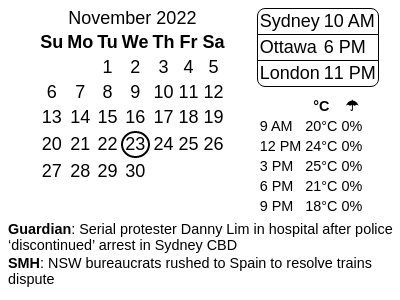 November 2022
Su Mo Tu We Th Fr Sa
1 2 3 4 5
6 7 8 9 10 11 12
13 14 15 16 17 18 19
20 21 22 23 24 25 26
27 28 29 30
Sydney 10 AM
Ottawa 6 PM
London 11 PM
°C ☂
9 AM 20°C 0%
12 PM 24°C 0%
3 PM 25°C 0%
6 PM 21°C 0%
9 PM 18°C 0%
Guardian: Serial protester Danny Lim in hospital after police
‘discontinued’ arrest in Sydney CBD
SMH: NSW bureaucrats rushed to Spain to resolve trains
dispute